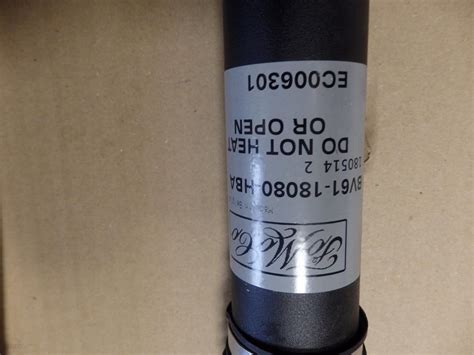 FoMoCo
BV61-18080-HBA
180514 2
DO NOT HEAT
OR OPEN
EC006301